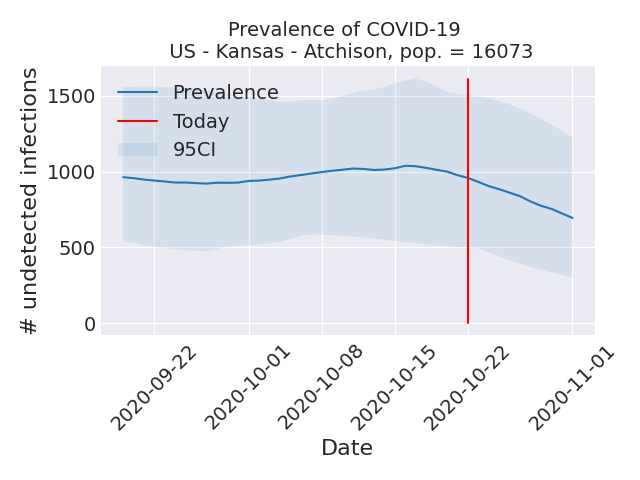 Prevalence of COVID-19
US - Kansas - Atchison, pop. = 16073
# undetected infections
1500
1000
500
0
Prevalence
Today
95CI
2020-09-22
2020-10-01
2020-10-08
2020-10-15
2020-10-22
2020-11-01
Date